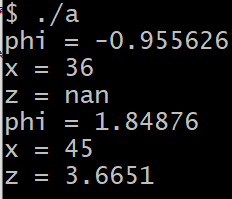 $ ./a
phi = -0.955626
x = 36
z = nan
phi = 1.84876
x = 45
z = 3.6651